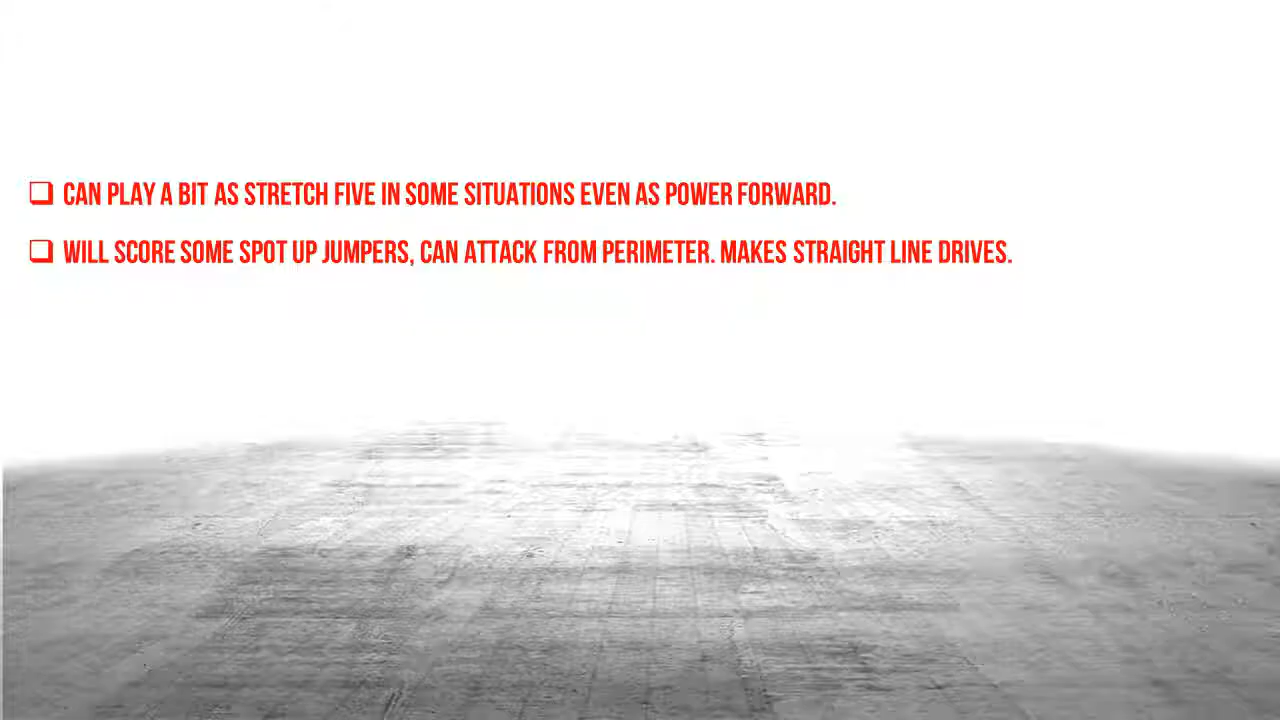 ❑ CAN PLAY A BIT AS STRETCH FIVE IN SOME SITUATIONS EVEN AS POWER FORWARD.
❑ WILL SCORE SOME SPOT UP JUMPERS, CAN ATTACK FROM PERIMETER. MAKES STRAIGHT LINE DRIVES.